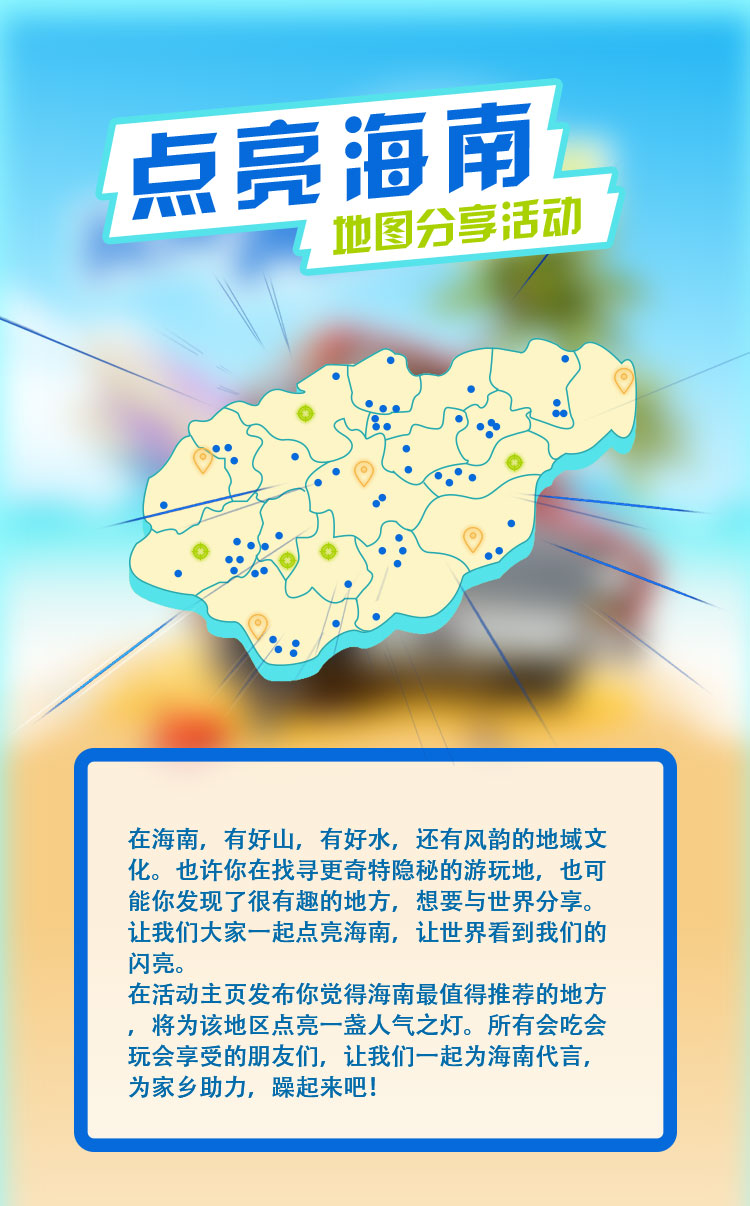 点亮海南
地图分享活动
在海南，有好山，有好水，还有风韵的地域文
化。也许你在找寻更奇特隐秘的游玩地，也可
能你发现了很有趣的地方，想要与世界分享。
让我们大家一起点亮海南，让世界看到我们的
闪亮。
在活动主页发布你觉得海南最值得推荐的地方
，将为该地区点亮一盏人气之灯。所有会吃会
玩会享受的朋友们，让我们一起为海南代言，
为家乡助力，躁起来吧！